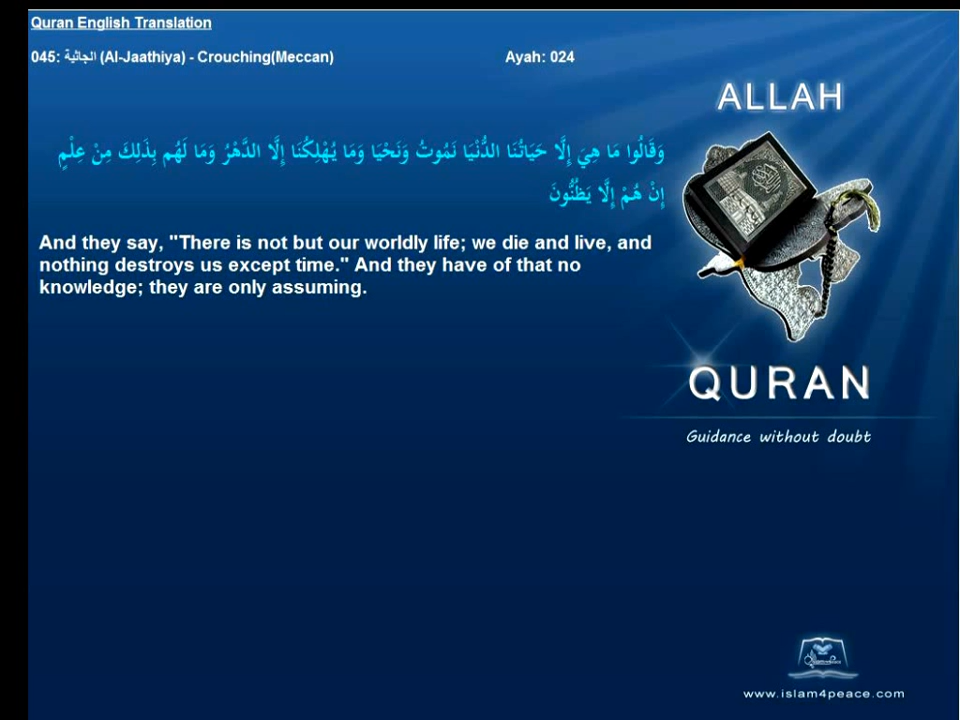 Quran English Translation
045: الجاثية (Al-Jaathiya) - Crouching(Meccan) Ayah: 024
ALLAH
وَقَالُوا مَا هِيَ إِلَّا حَيَاتُنَا الدُّنْيَا نَمُوتُ وَنَحْيَا وَمَا يُهْلِكُنَا إِلَّا الدَّهْرُ وَمَا لَهُم بِذَٰلِكَ مِنْ عِلْمٍ
إِنْ هُمْ إِلَّا يَظُنُّونَ
And they say, "There is not but our worldly life; we die and live, and
nothing destroys us except time." And they have of that no
knowledge; they are only assuming.
QURAN
Guidance without doubt
www.islam4peace.com